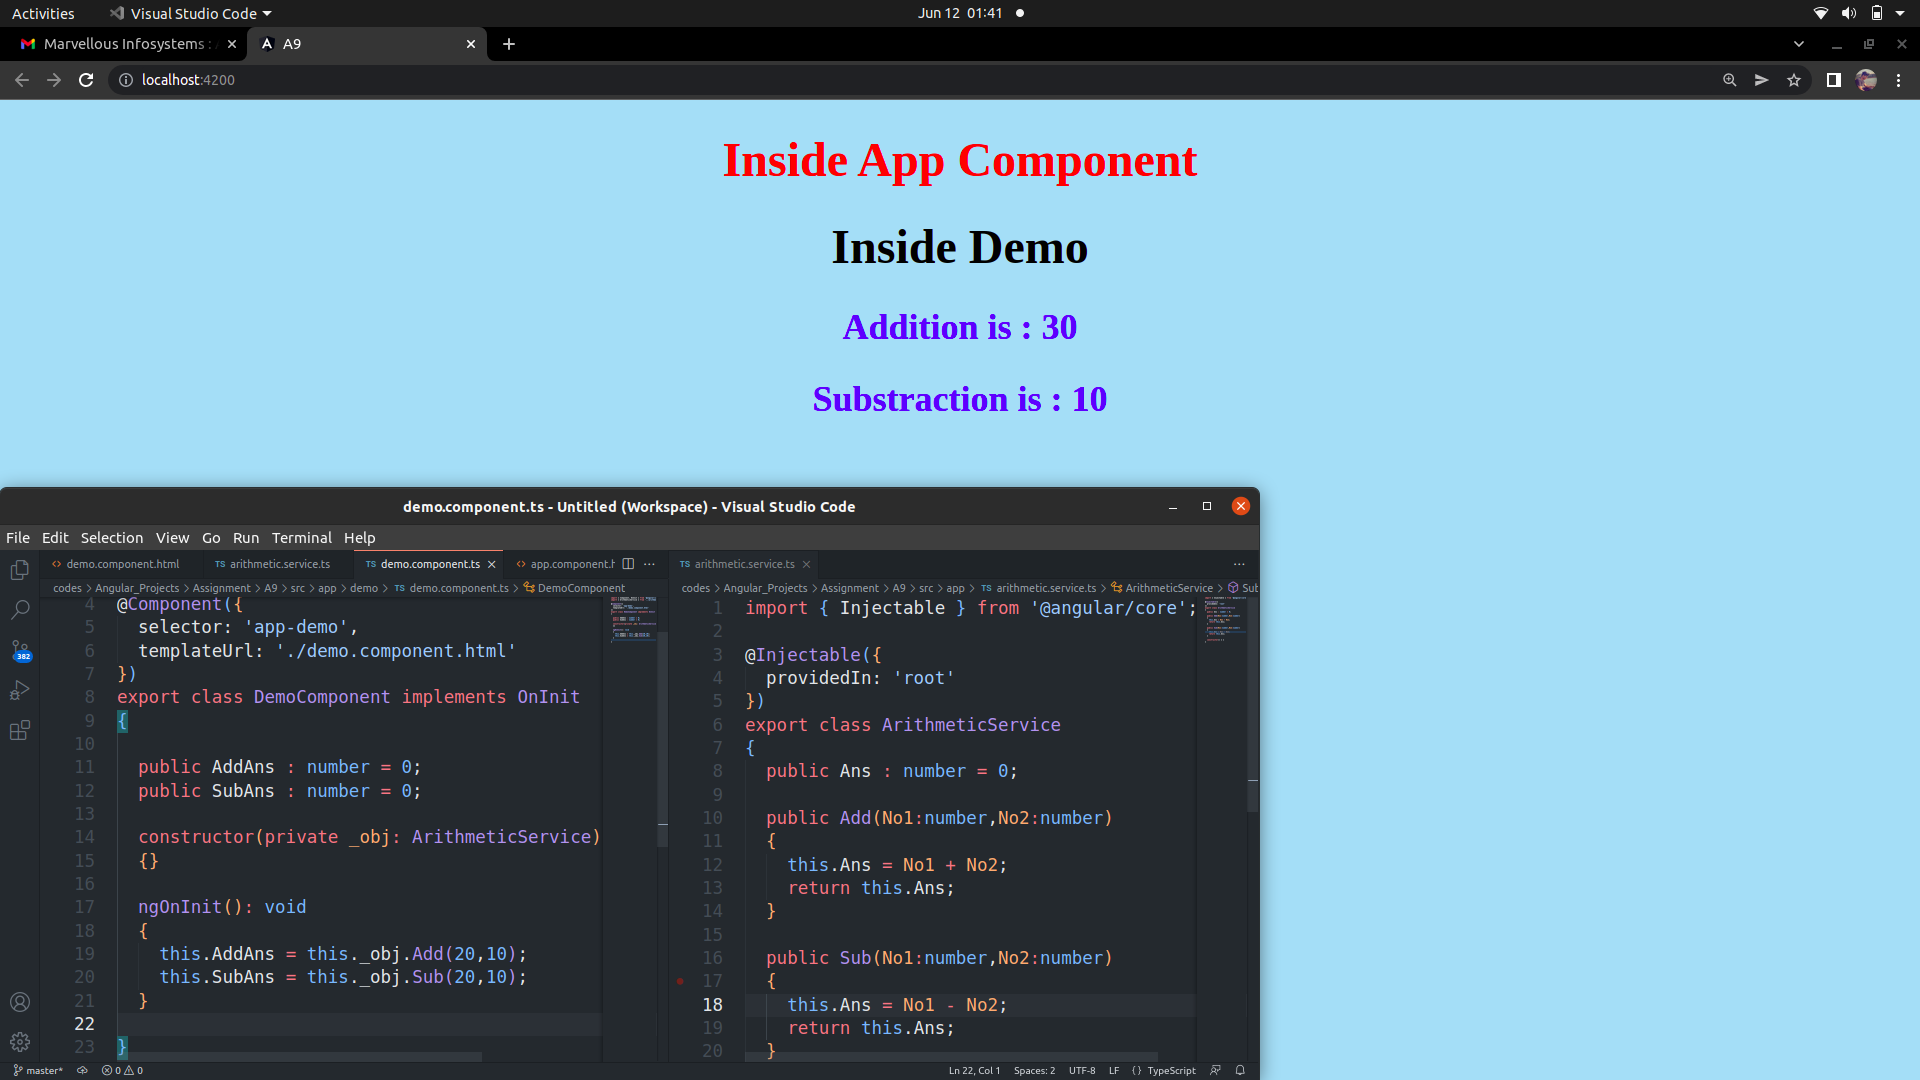 Activities
Visual Studio Code
Jun 12 01:41
Marvellous Infosystems :
A9
localhost:4200
Inside App Component
Inside Demo
Addition is : 30
Substraction is : 10
demo.component.ts - Untitled (Workspace) - Visual Studio Code
File Edit Selection View Go Run Terminal Help
demo.component.html
TS arithmetic.service.ts
TS demo.component.ts
app.component.h
codes > Angular_Projects > Assignment > A9 > src > app > demo > TS demo.component.ts > DemoComponent
4 @Component({
5 selector: 'app-demo',
6 templateUrl: './demo.component.html'
7 })
8 export class DemoComponent implements OnInit
9 {
10
11 public AddAns : number = 0;
12 public SubAns : number = 0;
13
14 constructor(private _obj: ArithmeticService)
15 {}
16
17 ngOnInit(): void
18 {
19 this.AddAns = this._obj.Add(20,10);
20 this.SubAns = this._obj.Sub(20,10);
21 }
22
23 }
TS arithmetic.service.ts
codes > Angular_Projects > Assignment > A9 > src > app > TS arithmetic.service.ts > ArithmeticService > Sub
1 import { Injectable } from '@angular/core';
2
3 @Injectable({
4 providedIn: 'root'
5 })
6 export class ArithmeticService
7 {
8 public Ans : number = 0;
9
10 public Add(No1:number,No2:number)
11 {
12 this.Ans = No1 + No2;
13 return this.Ans;
14 }
15
16 public Sub(No1:number,No2:number)
17 {
18 this.Ans = No1 - No2;
19 return this.Ans;
20 }
382
master*
0 0
Ln 22, Col 1
Spaces: 2
UTF-8
LF
{ } TypeScript